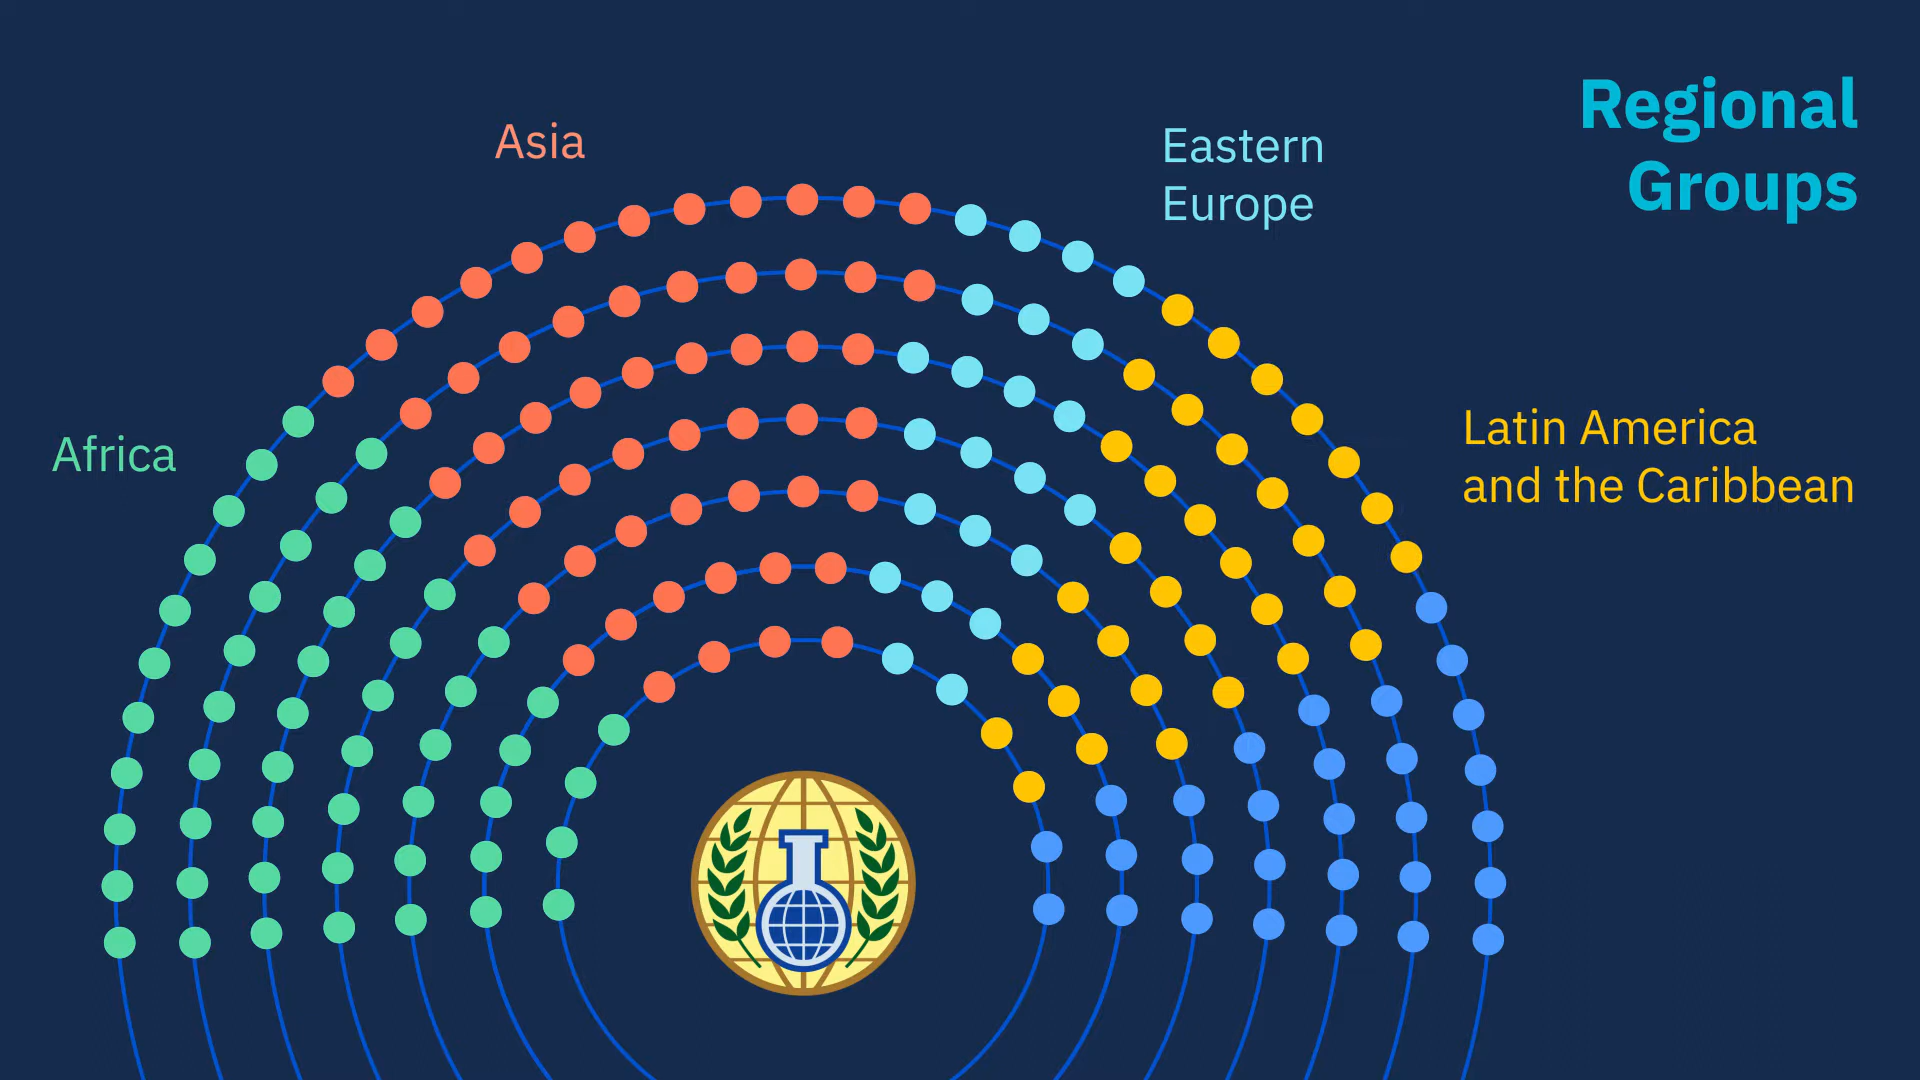 Regional
Groups
Asia
Eastern
Europe
Africa
Latin America
and the Caribbean